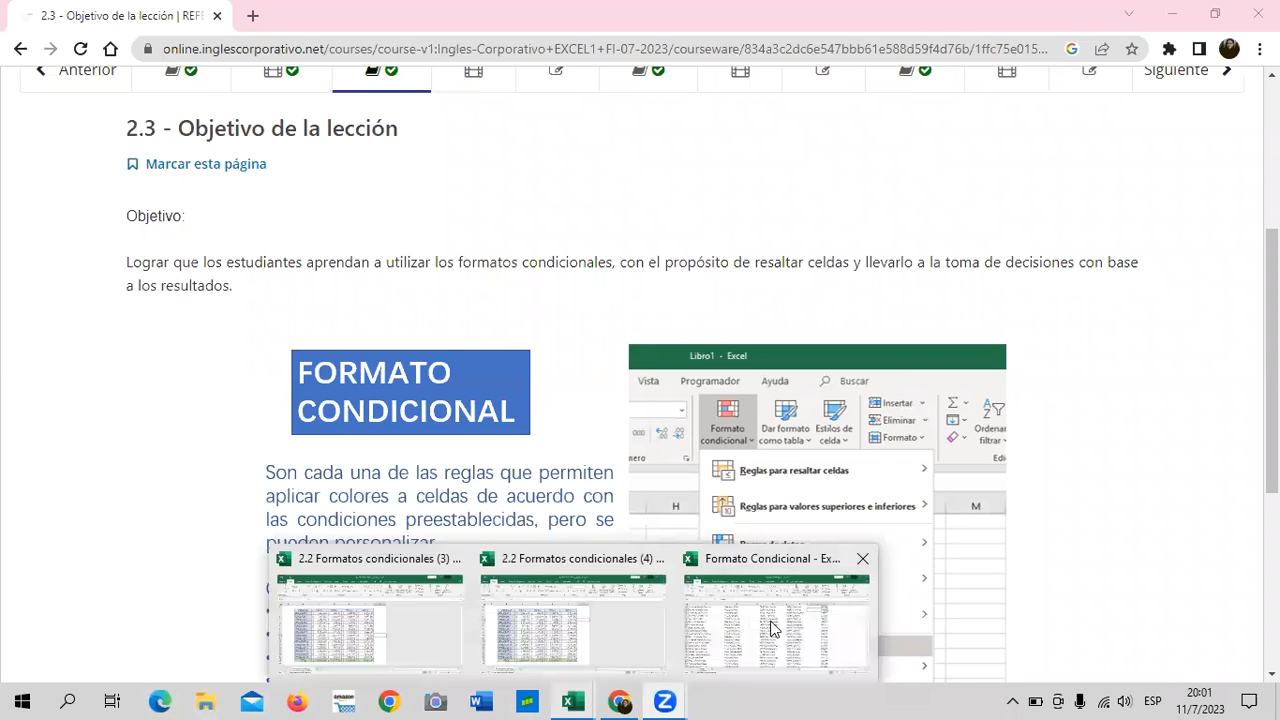 2.3 - Objetivo de la lección | REFE
online.inglescorporativo.net/courses/course-v1:Ingles-Corporativo+EXCEL1+FI-07-2023/courseware/834a3c2dc6e547bbb61e588d59f4d76b/1ffc75e015...
Anterior
Siguiente
2.3 - Objetivo de la lección
Marcar esta página
Objetivo:
Lograr que los estudiantes aprendan a utilizar los formatos condicionales, con el propósito de resaltar celdas y llevarlo a la toma de decisiones con base
a los resultados.
FORMATO
CONDICIONAL
Son cada una de las reglas que permiten
aplicar colores a celdas de acuerdo con
las condiciones preestablecidas, pero se
pueden personalizar.
Libro1 - Excel
Vista Programador Ayuda Buscar
Formato condicional
Dar formato como tabla
Estilos de celda
Insertar
Eliminar
Formato
Ordenar
filtrar
Reglas para resaltar celdas
H M
Reglas para valores superiores e inferiores
2.2 Formatos condicionales (3) ...
2.2 Formatos condicionales (4) ...
Formato Condicional - Ex...
ESP
20:01
11/7/2023